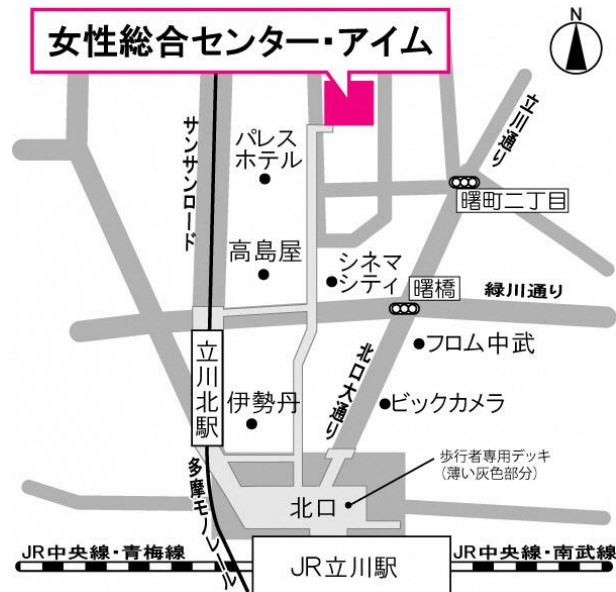 女性総合センター・アイム
N
サンサンロード
パレス
ホテル
立川通り
曙町二丁目
高島屋
シネマ
シティ
曙橋
緑川通り
立川北駅
フロム中武
北口大通り
伊勢丹
ビックカメラ
歩行者専用デッキ
(薄い灰色部分)
多摩モノレール
北口
JR中央線・青梅線
JR立川駅
JR中央線・南武線